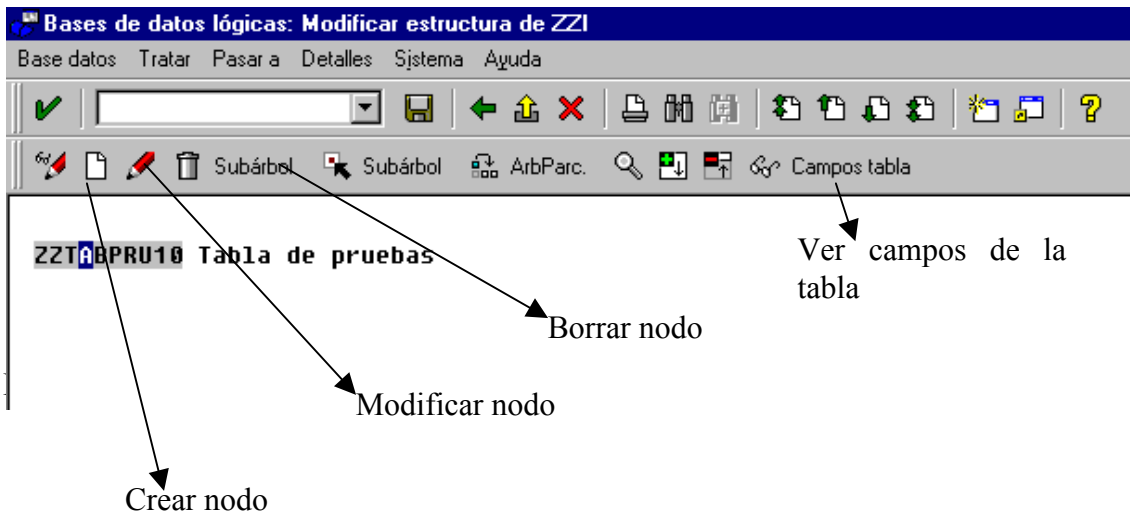 Bases de datos lógicas: Modificar estructura de ZZI
Base datos Tratar Pasar a Detalles Sistema Ayuda
Subárbol Subárbol ArbParc. Campos tabla
ZZTABPRU10 Tabla de pruebas
Ver campos de la
tabla
Borrar nodo
Modificar nodo
Crear nodo